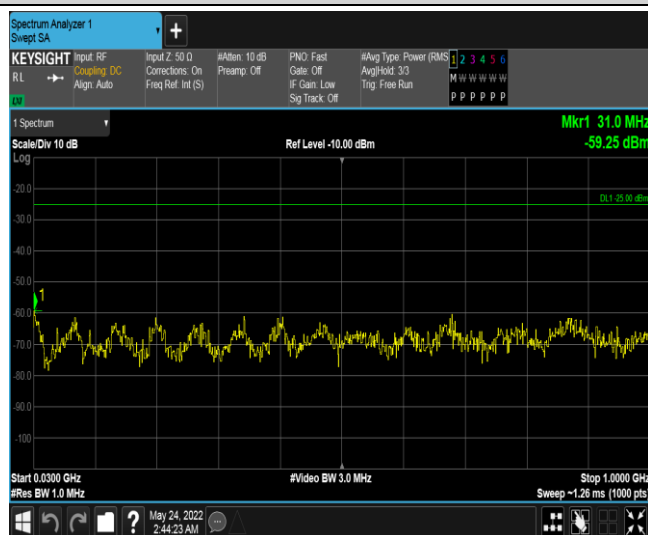 Spectrum Analyzer 1
Swept SA
+
KEYSIGHT Input: RF Input Z: 50 Ω #Atten: 10 dB PNO: Fast #Avg Type: Power (RMS 1 2 3 4 5 6
RL Coupling: DC Corrections: On Preamp: Off Gate: Off Avg|Hold: 3/3 M W W W W W
Align: Auto Freq Ref: Int (S) IF Gain: Low Trig: Free Run
Sig Track: Off P P P P P P
LXI
1 Spectrum Mkr1 31.0 MHz
Scale/Div 10 dB Ref Level -10.00 dBm -59.25 dBm
Log
-20.0
DL1 -25.00 dBm
-30.0
-40.0
-50.0
1
-60.0
-70.0
-80.0
-90.0
-100
Start 0.0300 GHz #Video BW 3.0 MHz Stop 1.0000 GHz
#Res BW 1.0 MHz Sweep ~1.26 ms (1000 pts)
? May 24, 2022
2:44:23 AM